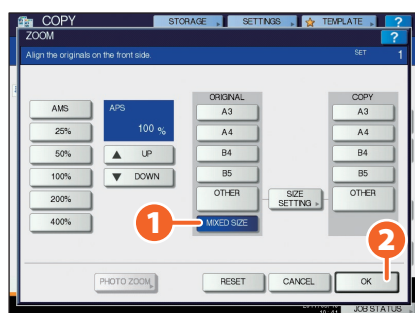 COPY STORAGE SETTINGS TEMPLATE ?
ZOOM ?
Align the originals on the front side. SET 1
ORIGINAL COPY
AMS APS A3 A3
25% 100 % A4 A4
50% UP B4 B4
100% DOWN B5 B5
200% OTHER SIZE SETTING OTHER
400% 1 MIXED SIZE 2
PHOTO ZOOM RESET CANCEL OK
JOB STATUS